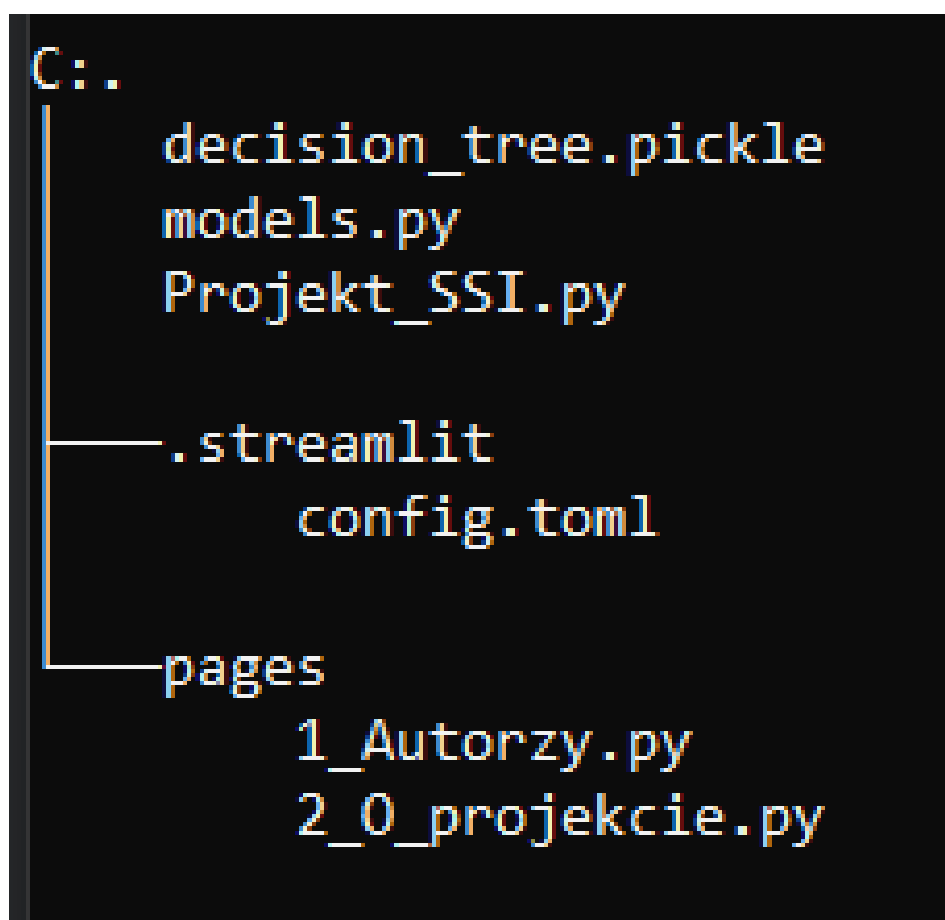 C:.
decision_tree.pickle
models.py
Projekt_SSI.py
.streamlit
config.toml
pages
1_Autorzy.py
2_O_projekcie.py